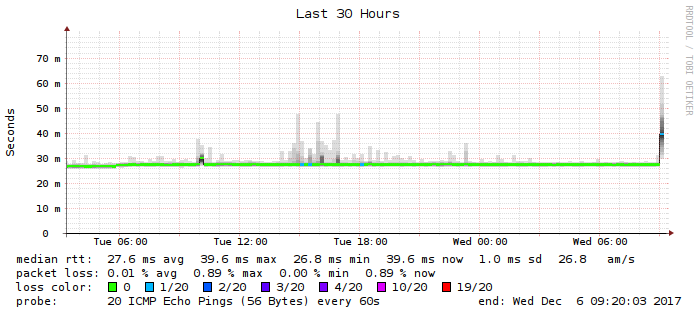 Last 30 Hours
RRDTOOL / TOBI OETIKER
Seconds
70 m
60 m
50 m
40 m
30 m
20 m
10 m
0
Tue 06:00 Tue 12:00 Tue 18:00 Wed 00:00 Wed 06:00
median rtt: 27.6 ms avg 39.6 ms max 26.8 ms min 39.6 ms now 1.0 ms sd 26.8 am/s
packet loss: 0.01 % avg 0.89 % max 0.00 % min 0.89 % now
loss color: 0 1/20 2/20 3/20 4/20 10/20 19/20
probe: 20 ICMP Echo Pings (56 Bytes) every 60s end: Wed Dec 6 09:20:03 2017